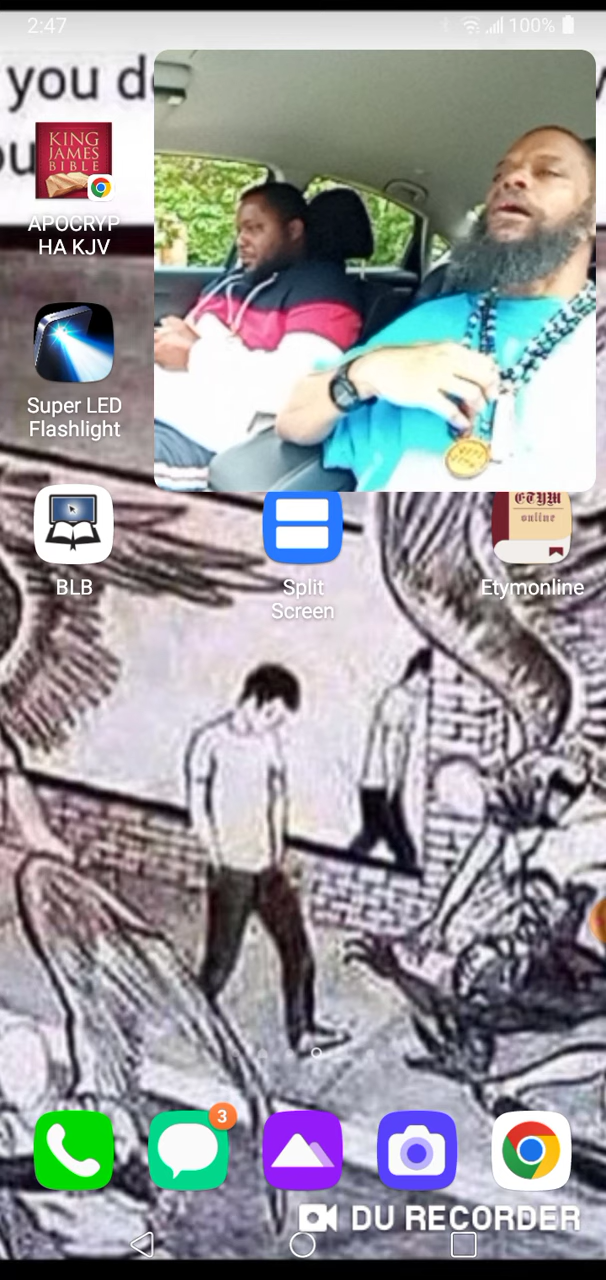 2:47
100%
you d
KING
JAMES
BIBLE
APOCRYP
HA KJV
Super LED
Flashlight
BLB
Split
Screen
ETYM
online
Etymonline
3
DU RECORDER